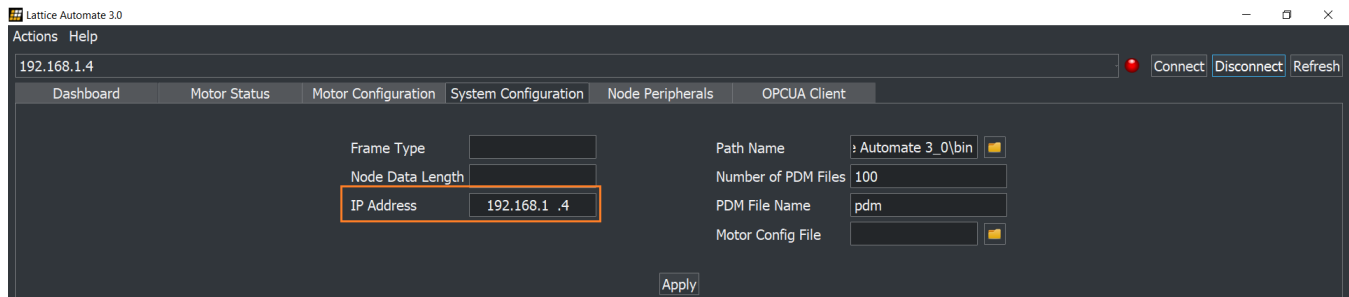 Lattice Automate 3.0
Actions Help
192.168.1.4
Connect Disconnect Refresh
Dashboard Motor Status Motor Configuration System Configuration Node Peripherals OPCUA Client
Frame Type Path Name Automate 3_0\bin
Node Data Length Number of PDM Files 100
IP Address 192.168.1 .4 PDM File Name pdm
Motor Config File
Apply